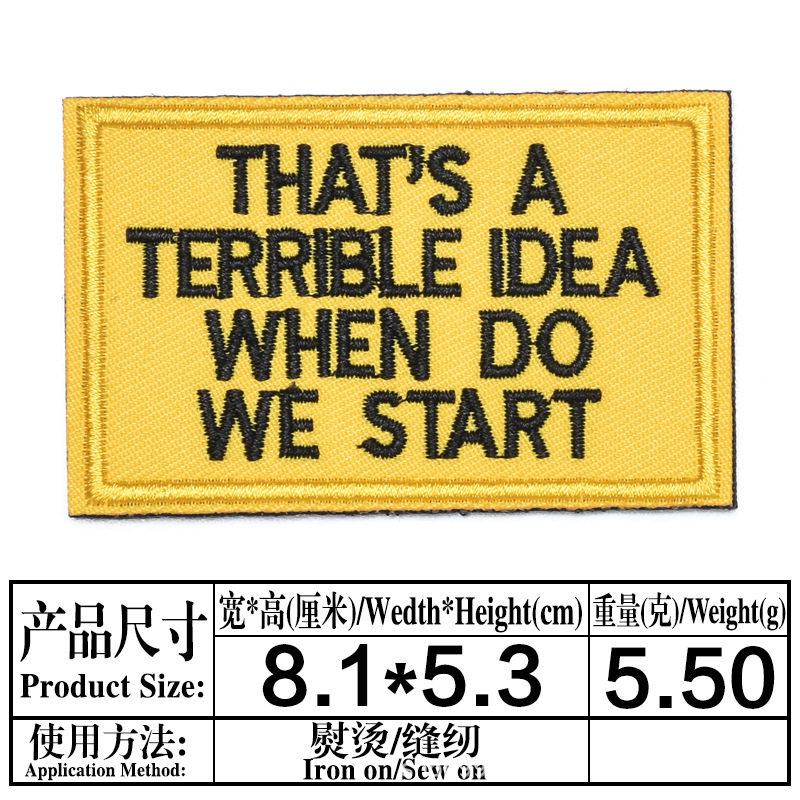 THAT'S A
TERRIBLE IDEA
WHEN DO
WE START
产品尺寸
Product Size:
宽*高(厘米)/Wedth*Height(cm)
重量(克)/Weight(g)
8.1*5.3
5.50
使用方法:
Application Method:
熨烫/缝纫
Iron on/Sew on